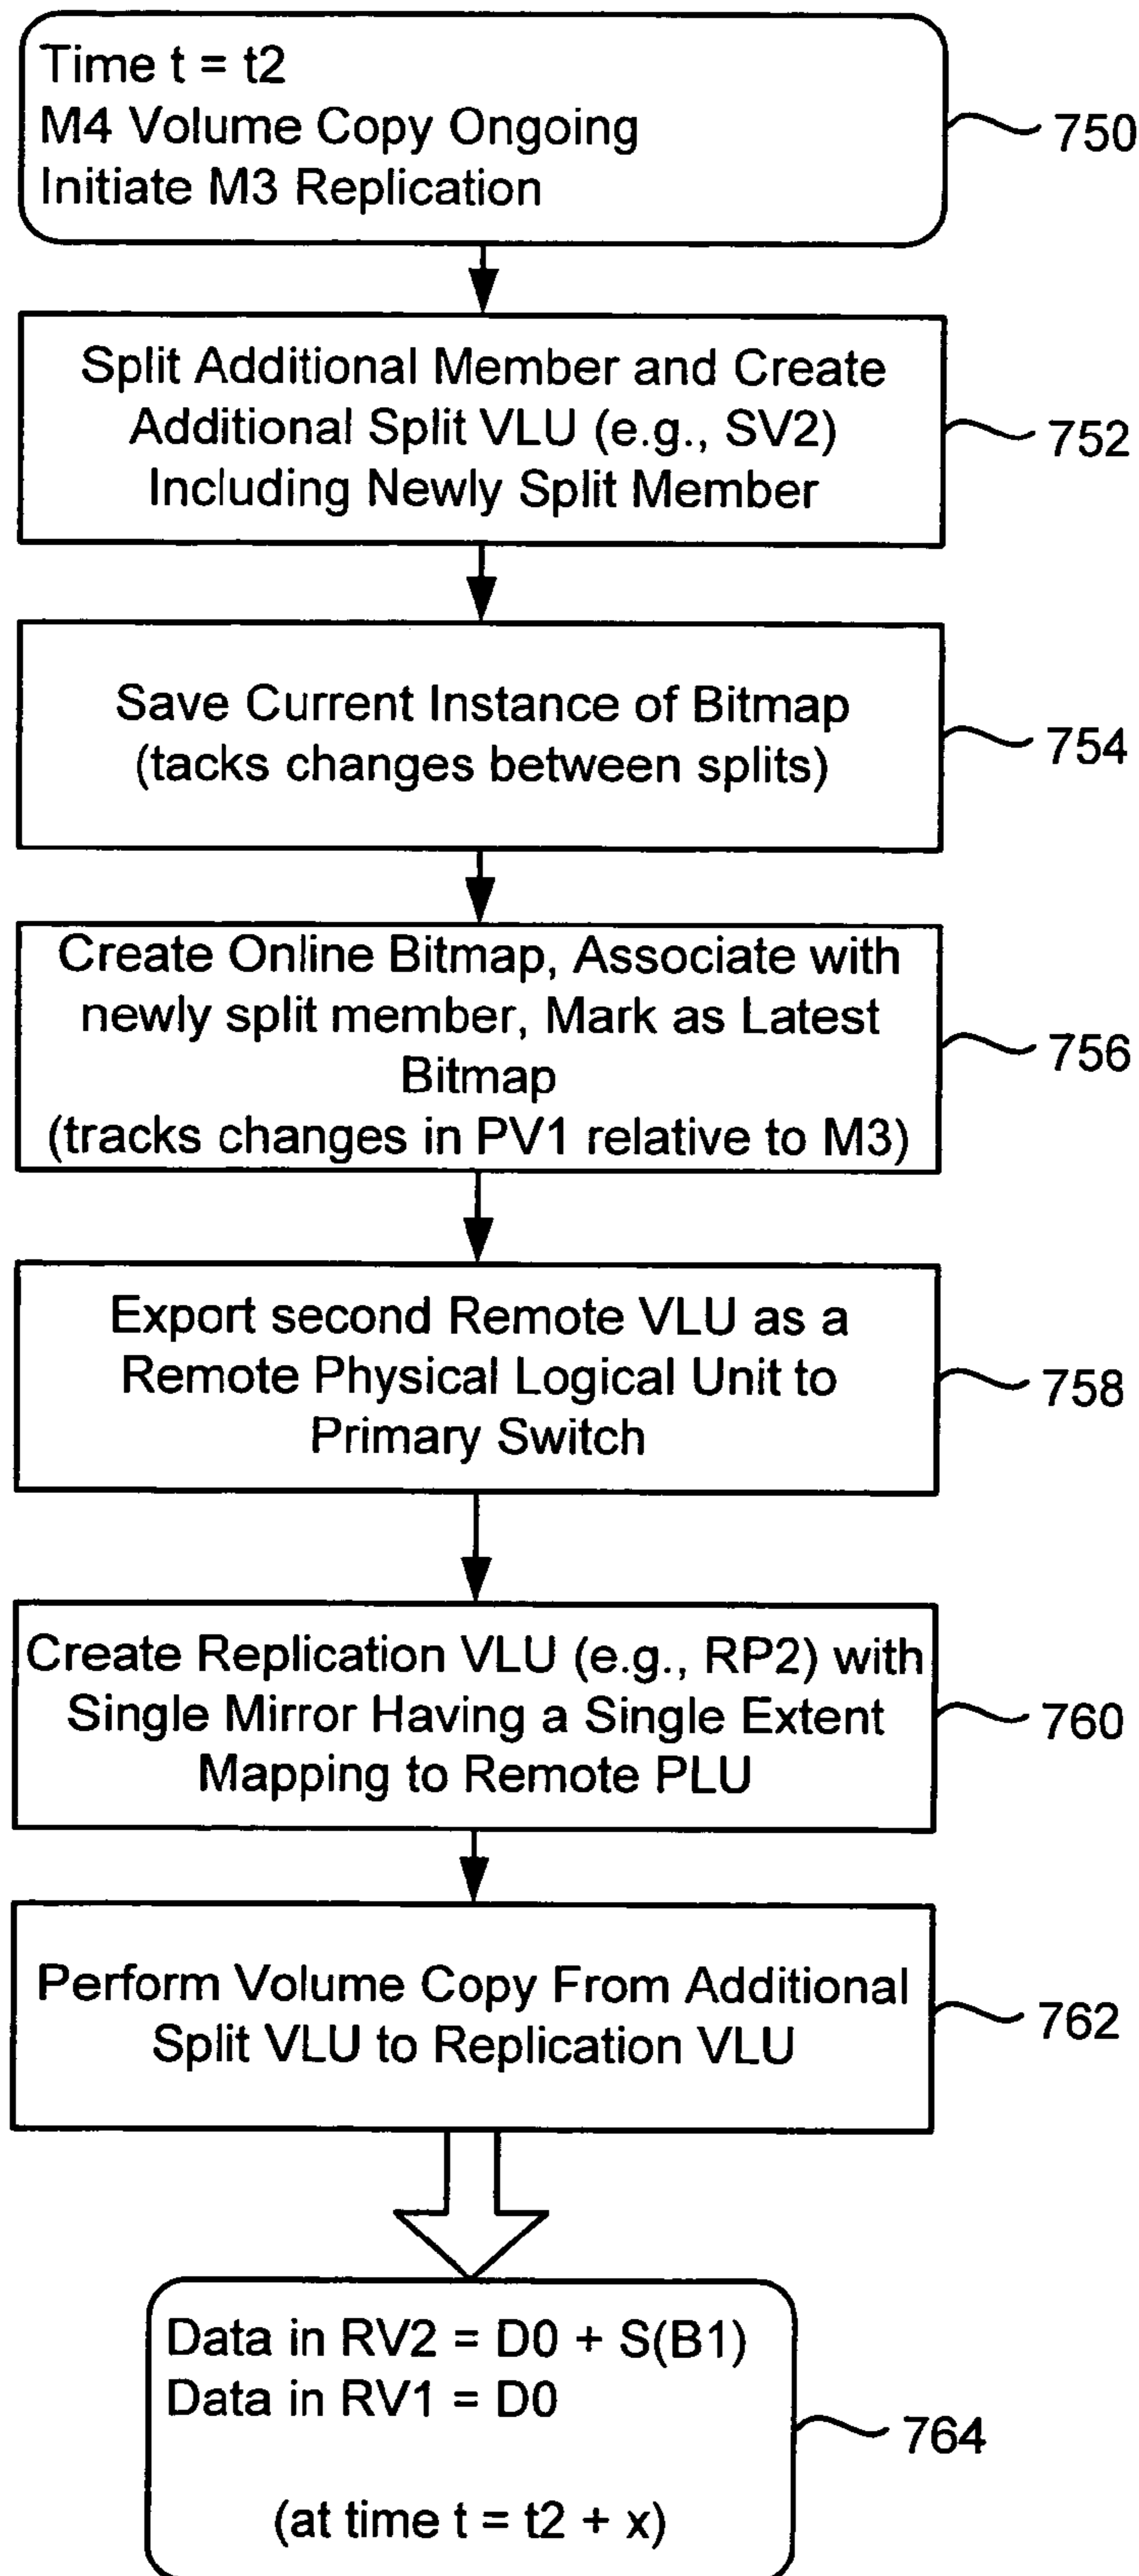 Time t = t2
M4 Volume Copy Ongoing
Initiate M3 Replication
750
Split Additional Member and Create
Additional Split VLU (e.g., SV2)
Including Newly Split Member
752
Save Current Instance of Bitmap
(tacks changes between splits)
754
Create Online Bitmap, Associate with
newly split member, Mark as Latest
Bitmap
(tracks changes in PV1 relative to M3)
756
Export second Remote VLU as a
Remote Physical Logical Unit to
Primary Switch
758
Create Replication VLU (e.g., RP2) with
Single Mirror Having a Single Extent
Mapping to Remote PLU
760
Perform Volume Copy From Additional
Split VLU to Replication VLU
762
Data in RV2 = D0 + S(B1)
Data in RV1 = D0
(at time t = t2 + x)
764